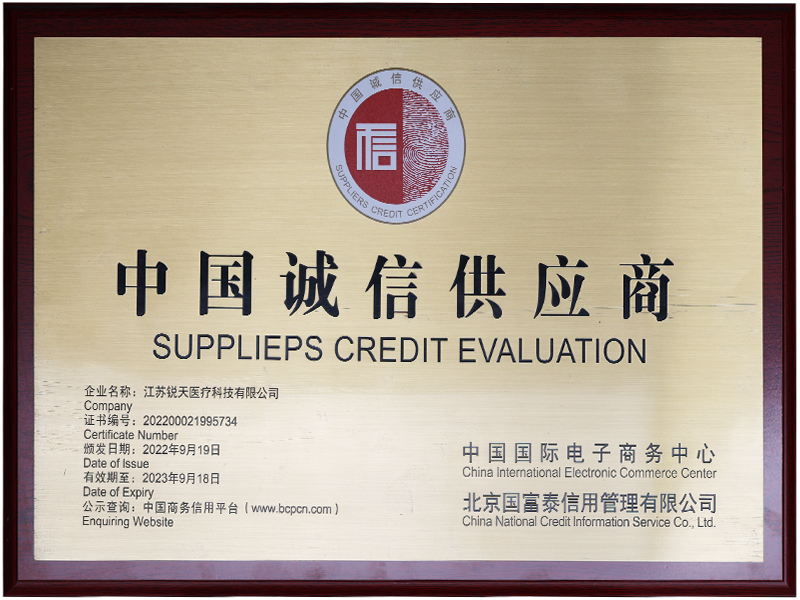 中国诚信供应商
信
SUPPLIERS CREDIT CERTIFICATION
中国诚信供应商
SUPPLIEPS CREDIT EVALUATION
企业名称：江苏锐天医疗科技有限公司
Company
证书编号：202200021995734
Certificate Number
颁发日期：2022年9月19日
Date of Issue
有效期至：2023年9月18日
Date of Expiry
公示查询：中国商务信用平台（www.bcpcn.com）
Enquiring Website
中国国际电子商务中心
China International Electronic Commerce Center
北京国富泰信用管理有限公司
China National Credit Information Service Co., Ltd.